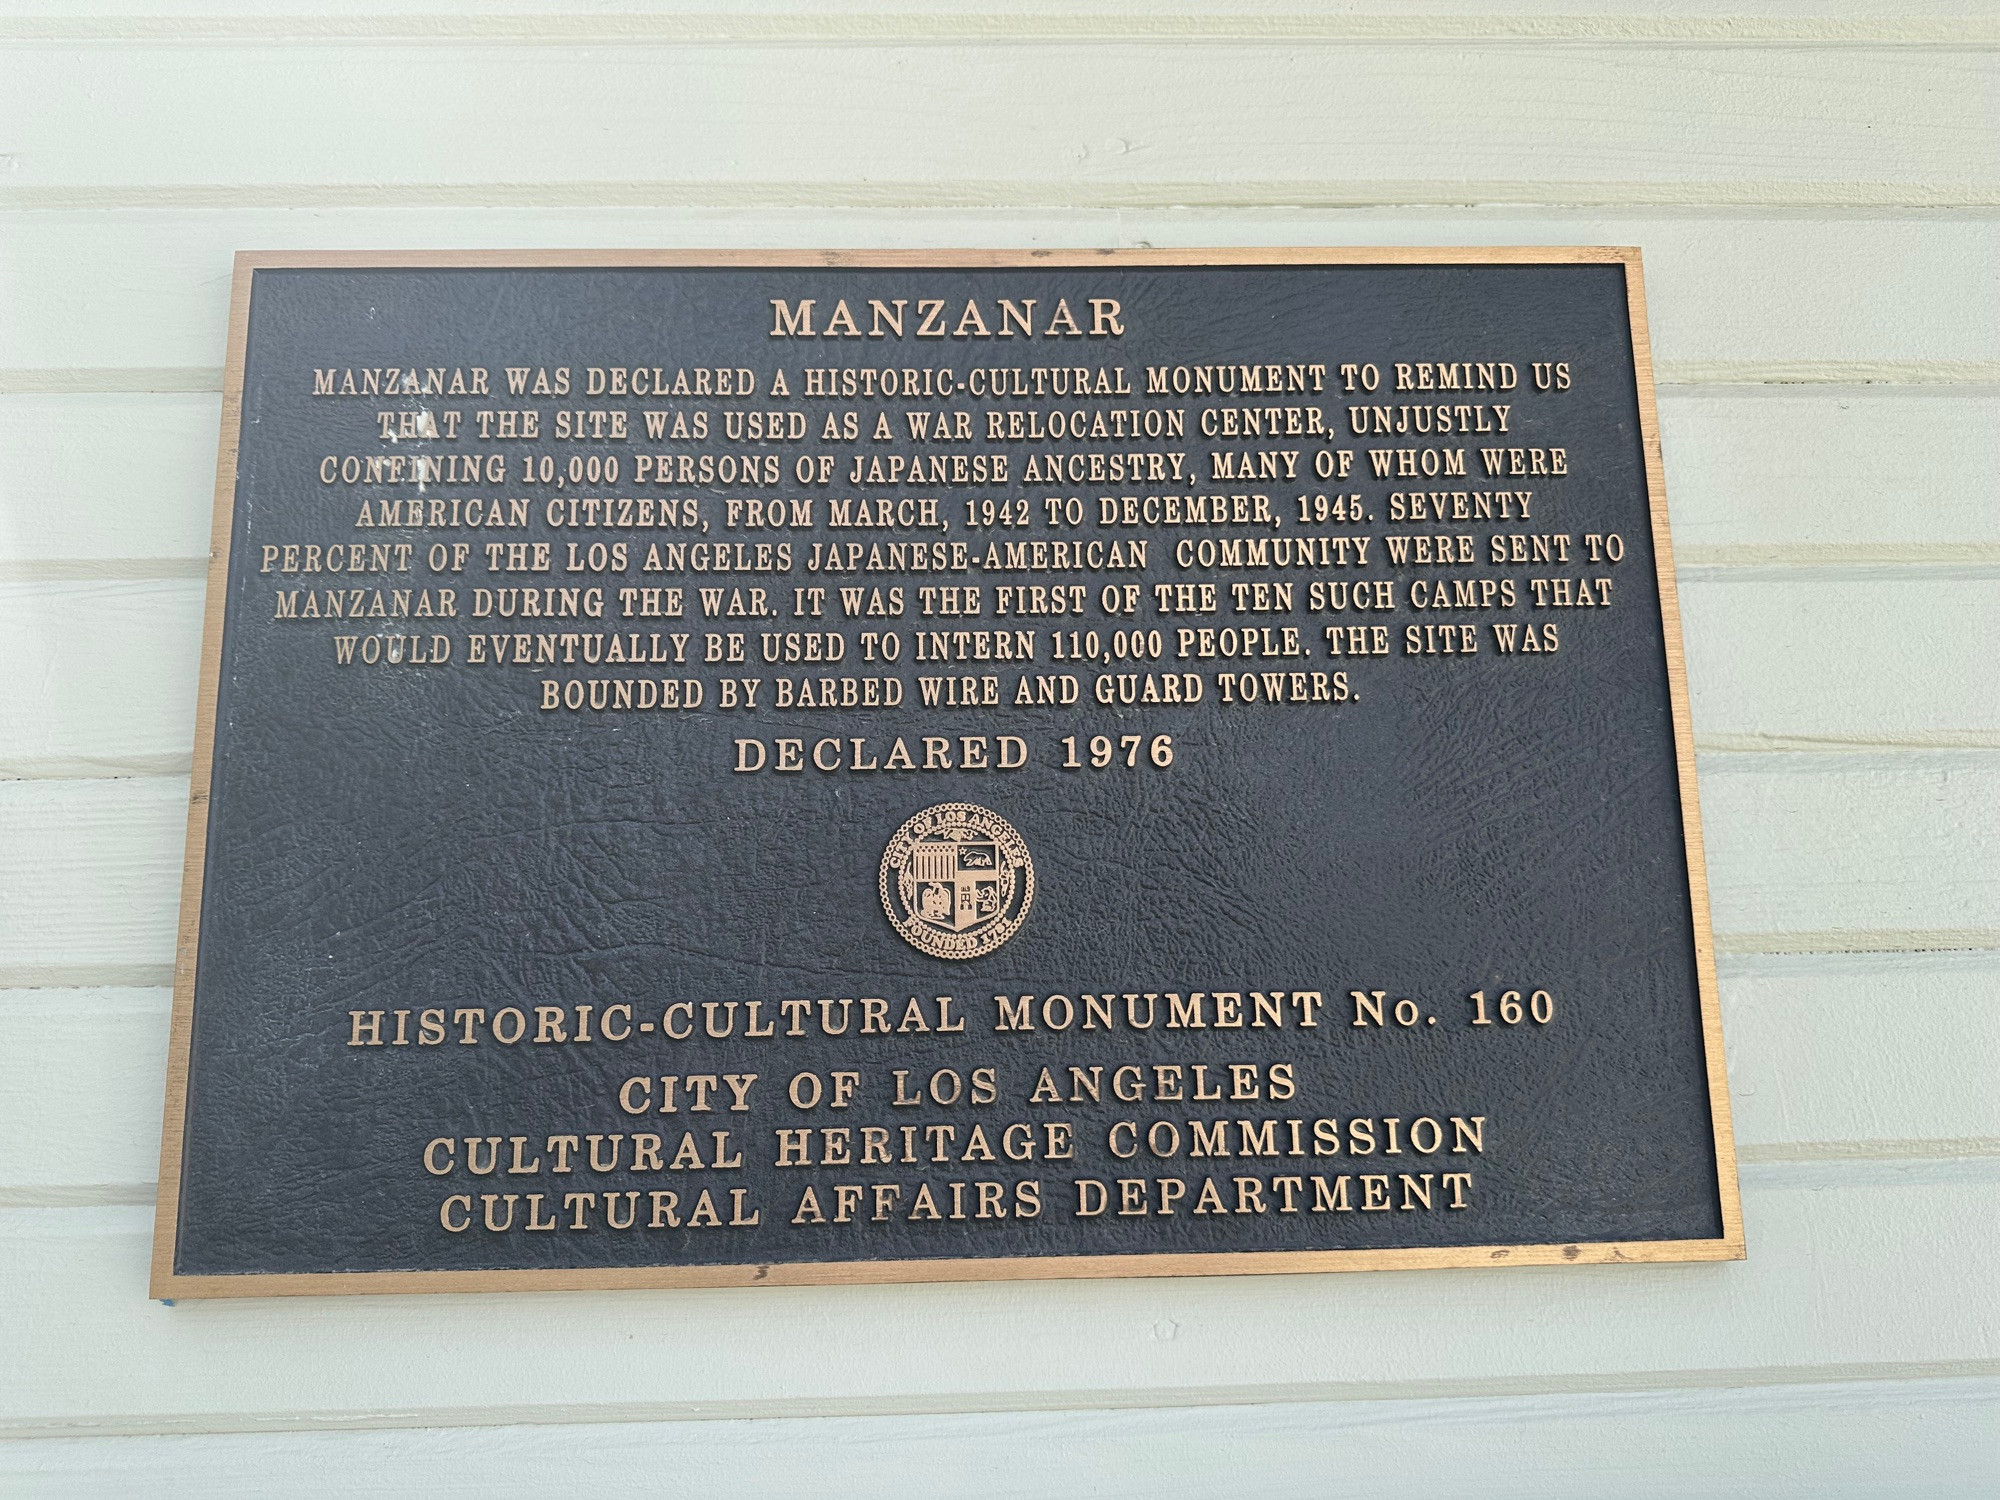 MANZANAR
MANZANAR WAS DECLARED A HISTORIC-CULTURAL MONUMENT TO REMIND US
THAT THE SITE WAS USED AS A WAR RELOCATION CENTER, UNJUSTLY
CONFINING 10,000 PERSONS OF JAPANESE ANCESTRY, MANY OF WHOM WERE
AMERICAN CITIZENS, FROM MARCH, 1942 TO DECEMBER, 1945. SEVENTY
PERCENT OF THE LOS ANGELES JAPANESE-AMERICAN COMMUNITY WERE SENT TO
MANZANAR DURING THE WAR. IT WAS THE FIRST OF THE TEN SUCH CAMPS THAT
WOULD EVENTUALLY BE USED TO INTERN 110,000 PEOPLE. THE SITE WAS
BOUNDED BY BARBED WIRE AND GUARD TOWERS.
DECLARED 1976
CITY OF LOS ANGELES
FOUNDED 1781
HISTORIC-CULTURAL MONUMENT No. 160
CITY OF LOS ANGELES
CULTURAL HERITAGE COMMISSION
CULTURAL AFFAIRS DEPARTMENT